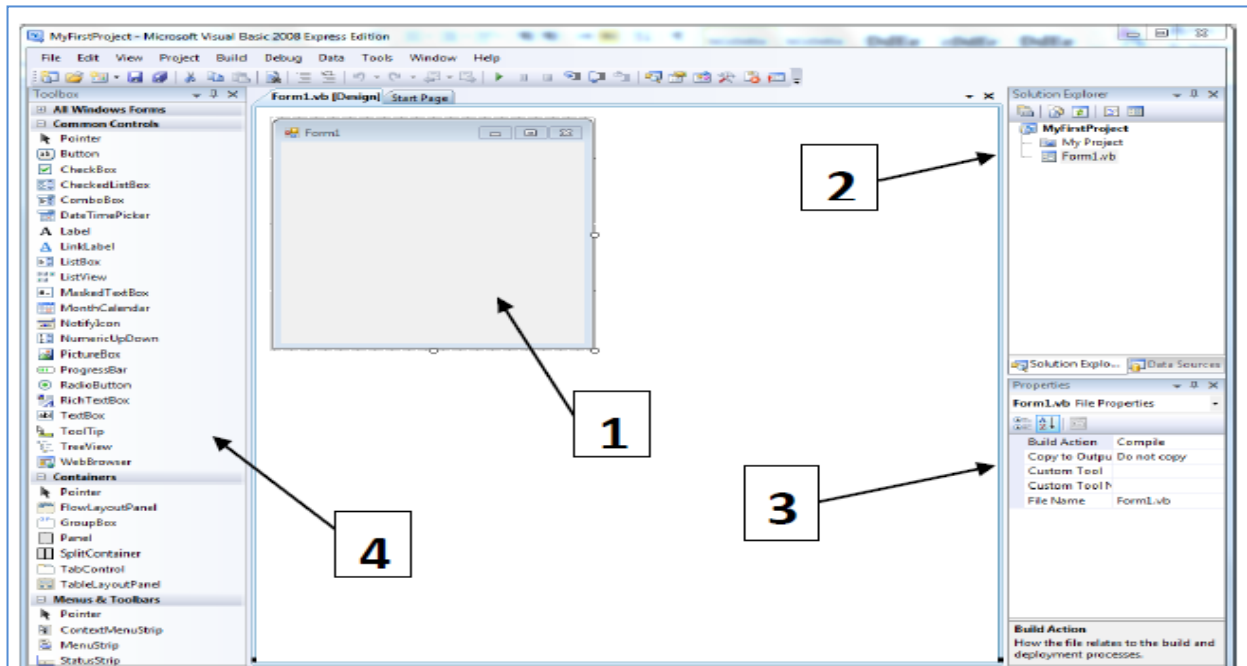 MyFirstProject - Microsoft Visual Basic 2008 Express Edition
File Edit View Project Build Debug Data Tools Window Help
Toolbox
All Windows Forms
Common Controls
Pointer
Button
CheckBox
CheckedListBox
ComboBox
DateTimePicker
Label
LinkLabel
ListBox
ListView
MaskedTextBox
MonthCalendar
NotifyIcon
NumericUpDown
PictureBox
ProgressBar
RadioButton
RichTextBox
TextBox
ToolTip
TreeView
WebBrowser
Containers
Pointer
FlowLayoutPanel
GroupBox
Panel
SplitContainer
TabControl
TableLayoutPanel
Menus & Toolbars
Pointer
ContextMenuStrip
MenuStrip
StatusStrip
Form1.vb [Design] Start Page
Form1
1
2
3
4
Solution Explorer
MyFirstProject
My Project
Form1.vb
Solution Explo... Data Sources
Properties
Form1.vb File Properties
Build Action Compile
Copy to Outpu Do not copy
Custom Tool
Custom Tool N
File Name Form1.vb
Build Action
How the file relates to the build and
deployment processes.